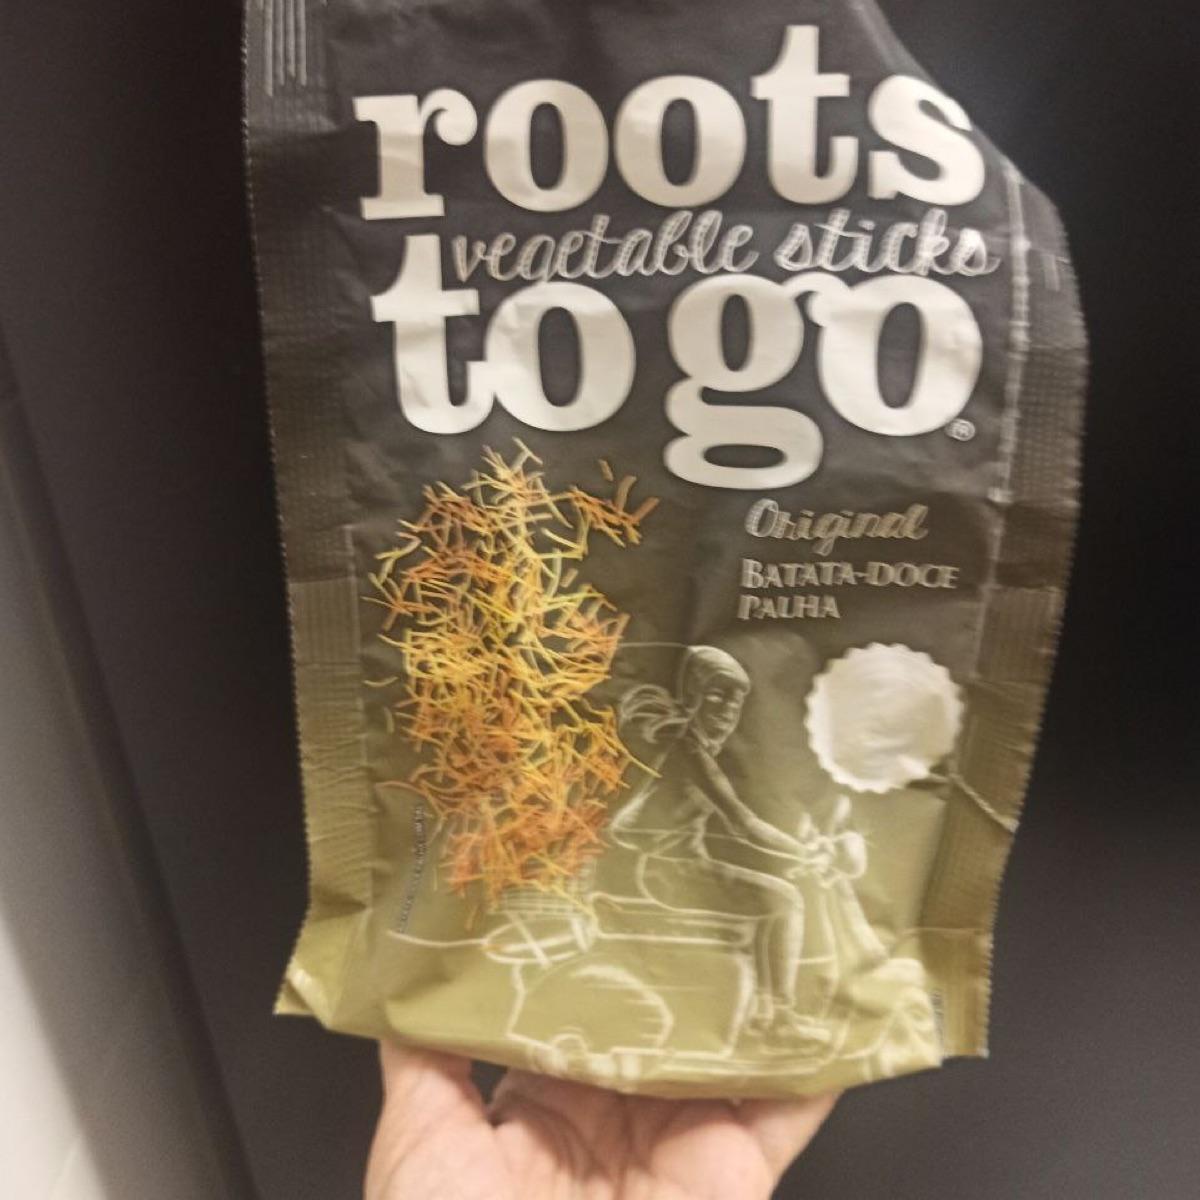 roots
vegetable sticks
to go®
Original
BATATA-DOCE
PALHA